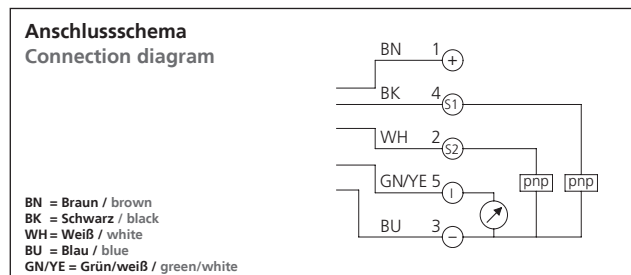 Anschlussschema
Connection diagram
BN 1 +
BK 4 S1
WH 2 S2
pnp pnp
GN/YE 5 I
BU 3 −
BN = Braun / brown
BK = Schwarz / black
WH = Weiß / white
BU = Blau / blue
GN/YE = Grün/weiß / green/white